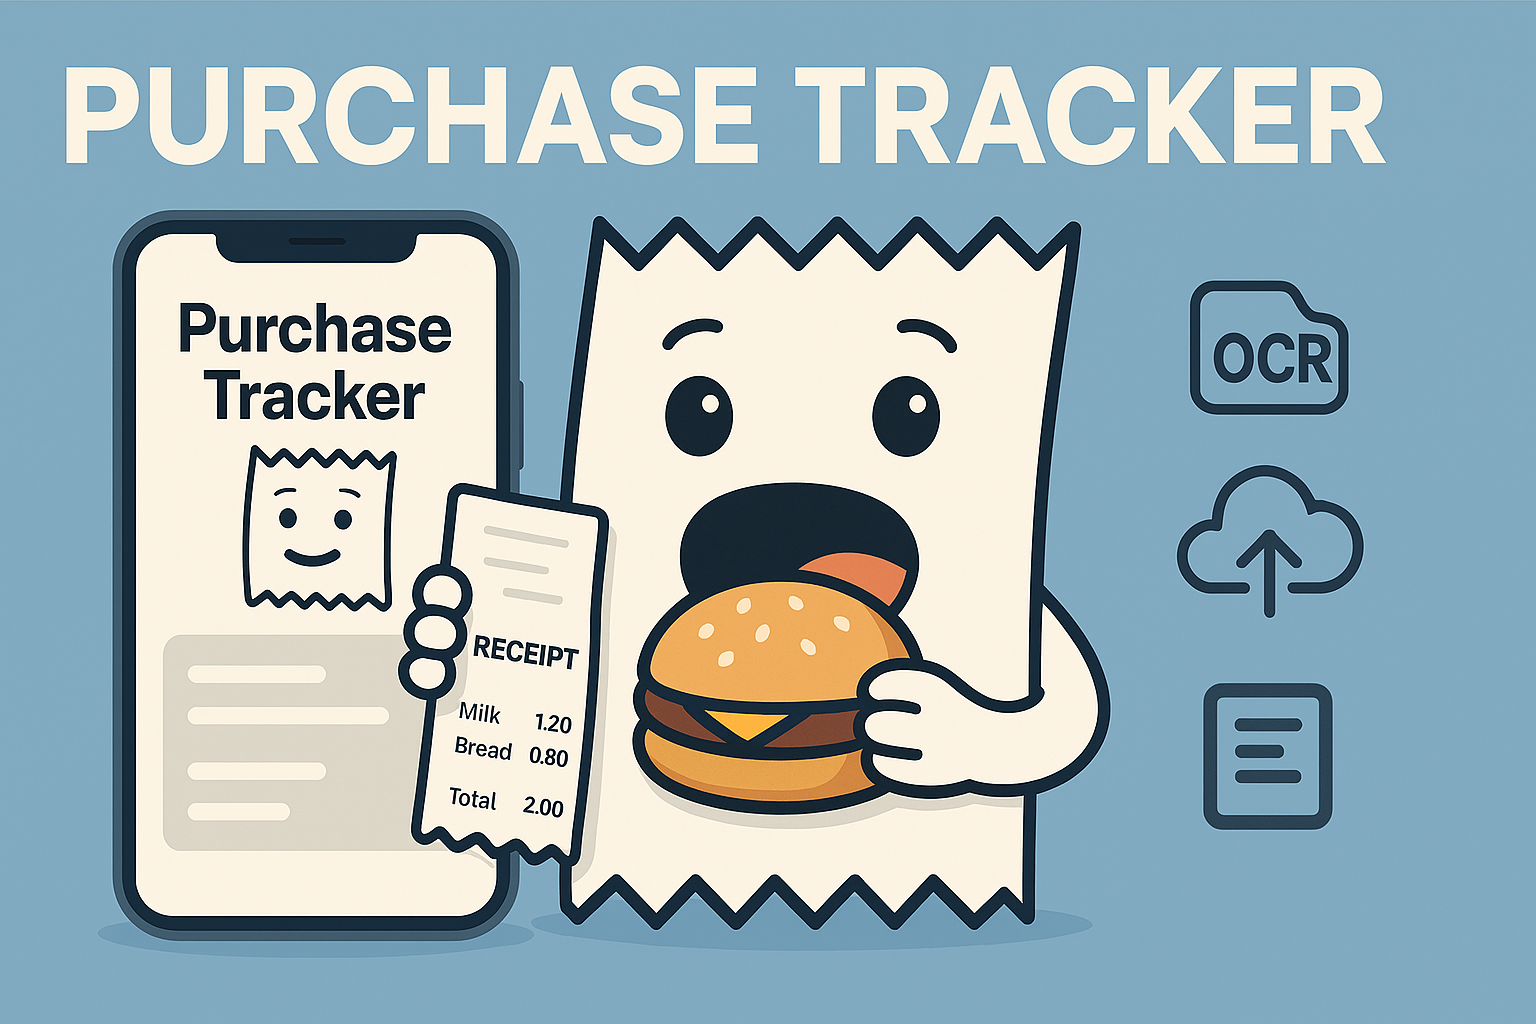 PURCHASE TRACKER
Purchase
Tracker
RECEIPT
Milk 1.20
Bread 0.80
Total 2.00
OCR